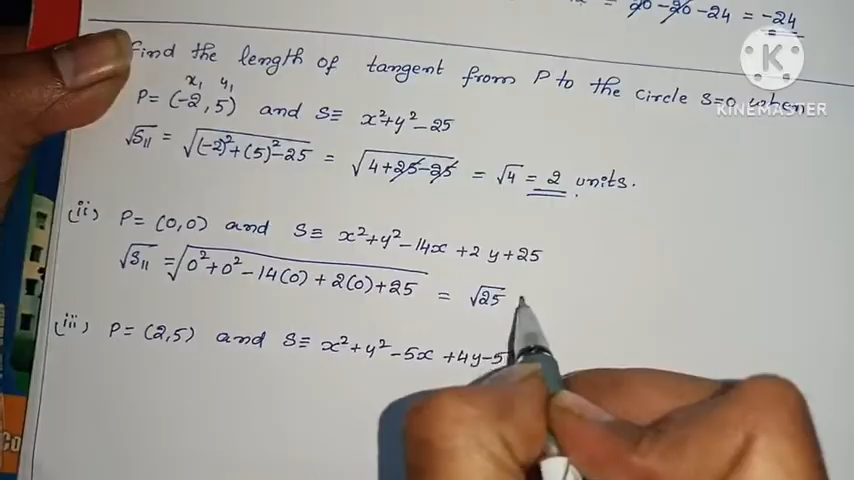 = 20 - 20 - 24 = -24
K
KINEMASTER
Find the length of tangent from P to the circle S=0 when
x₁ y₁
P= (-2, 5) and S≡ x²+y²-25
√S₁₁ = √(-2)²+(5)²-25 = √4+25-25 = √4 = 2 units.
(ii) P= (0,0) and S≡ x²+y²-14x +2y+25
√S₁₁ = √0²+0²-14(0)+2(0)+25 = √25
(iii) P= (2,5) and S≡ x²+y²-5x +4y-5